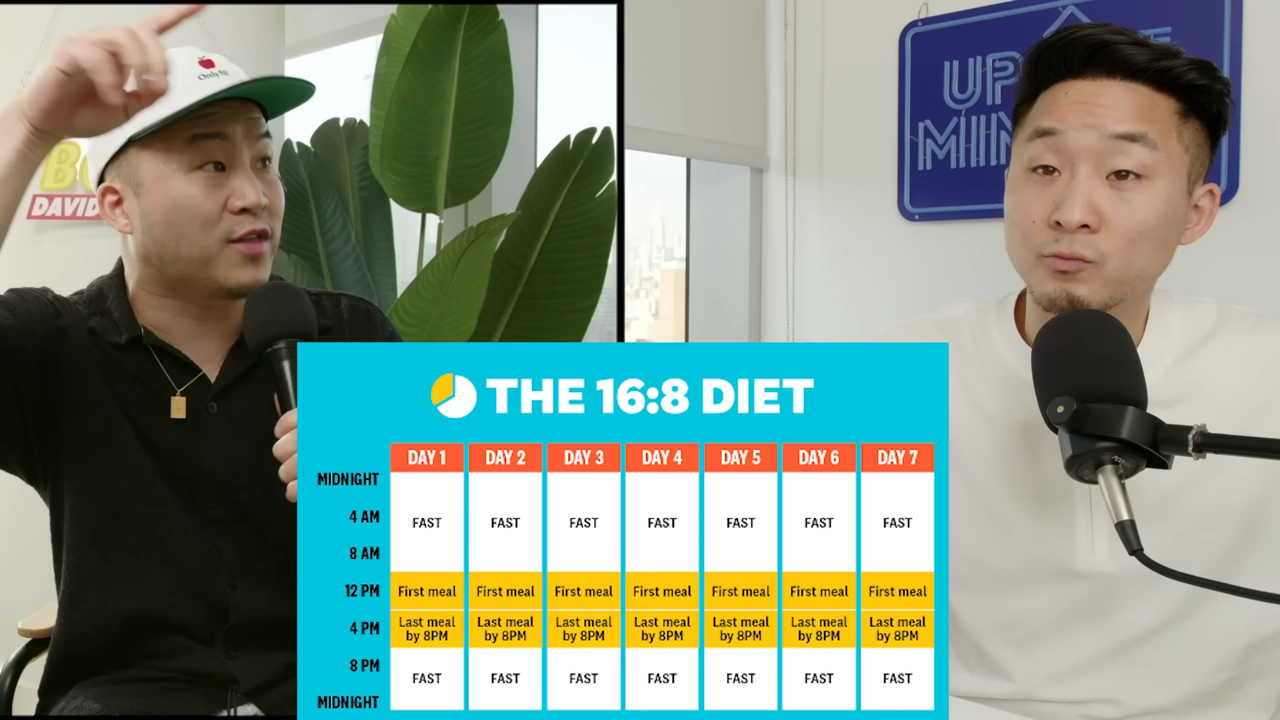 Only
BO
DAVID
UP
MIN
THE 16:8 DIET
DAY 1 DAY 2 DAY 3 DAY 4 DAY 5 DAY 6 DAY 7
MIDNIGHT
4 AM FAST FAST FAST FAST FAST FAST FAST
8 AM
12 PM First meal First meal First meal First meal First meal First meal First meal
4 PM Last meal Last meal Last meal Last meal Last meal Last meal Last meal
by 8PM by 8PM by 8PM by 8PM by 8PM by 8PM by 8PM
8 PM FAST FAST FAST FAST FAST FAST FAST
MIDNIGHT